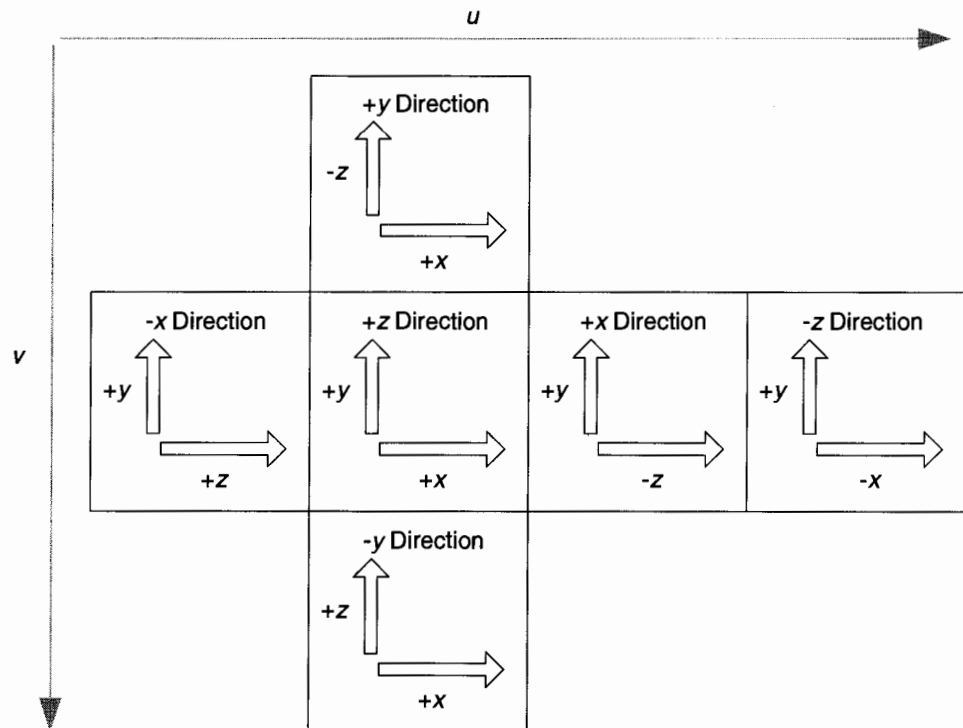 u
v
+y Direction
-z
+x
-x Direction
+y
+z
+z Direction
+y
+x
+x Direction
+y
-z
-z Direction
+y
-x
-y Direction
+z
+x